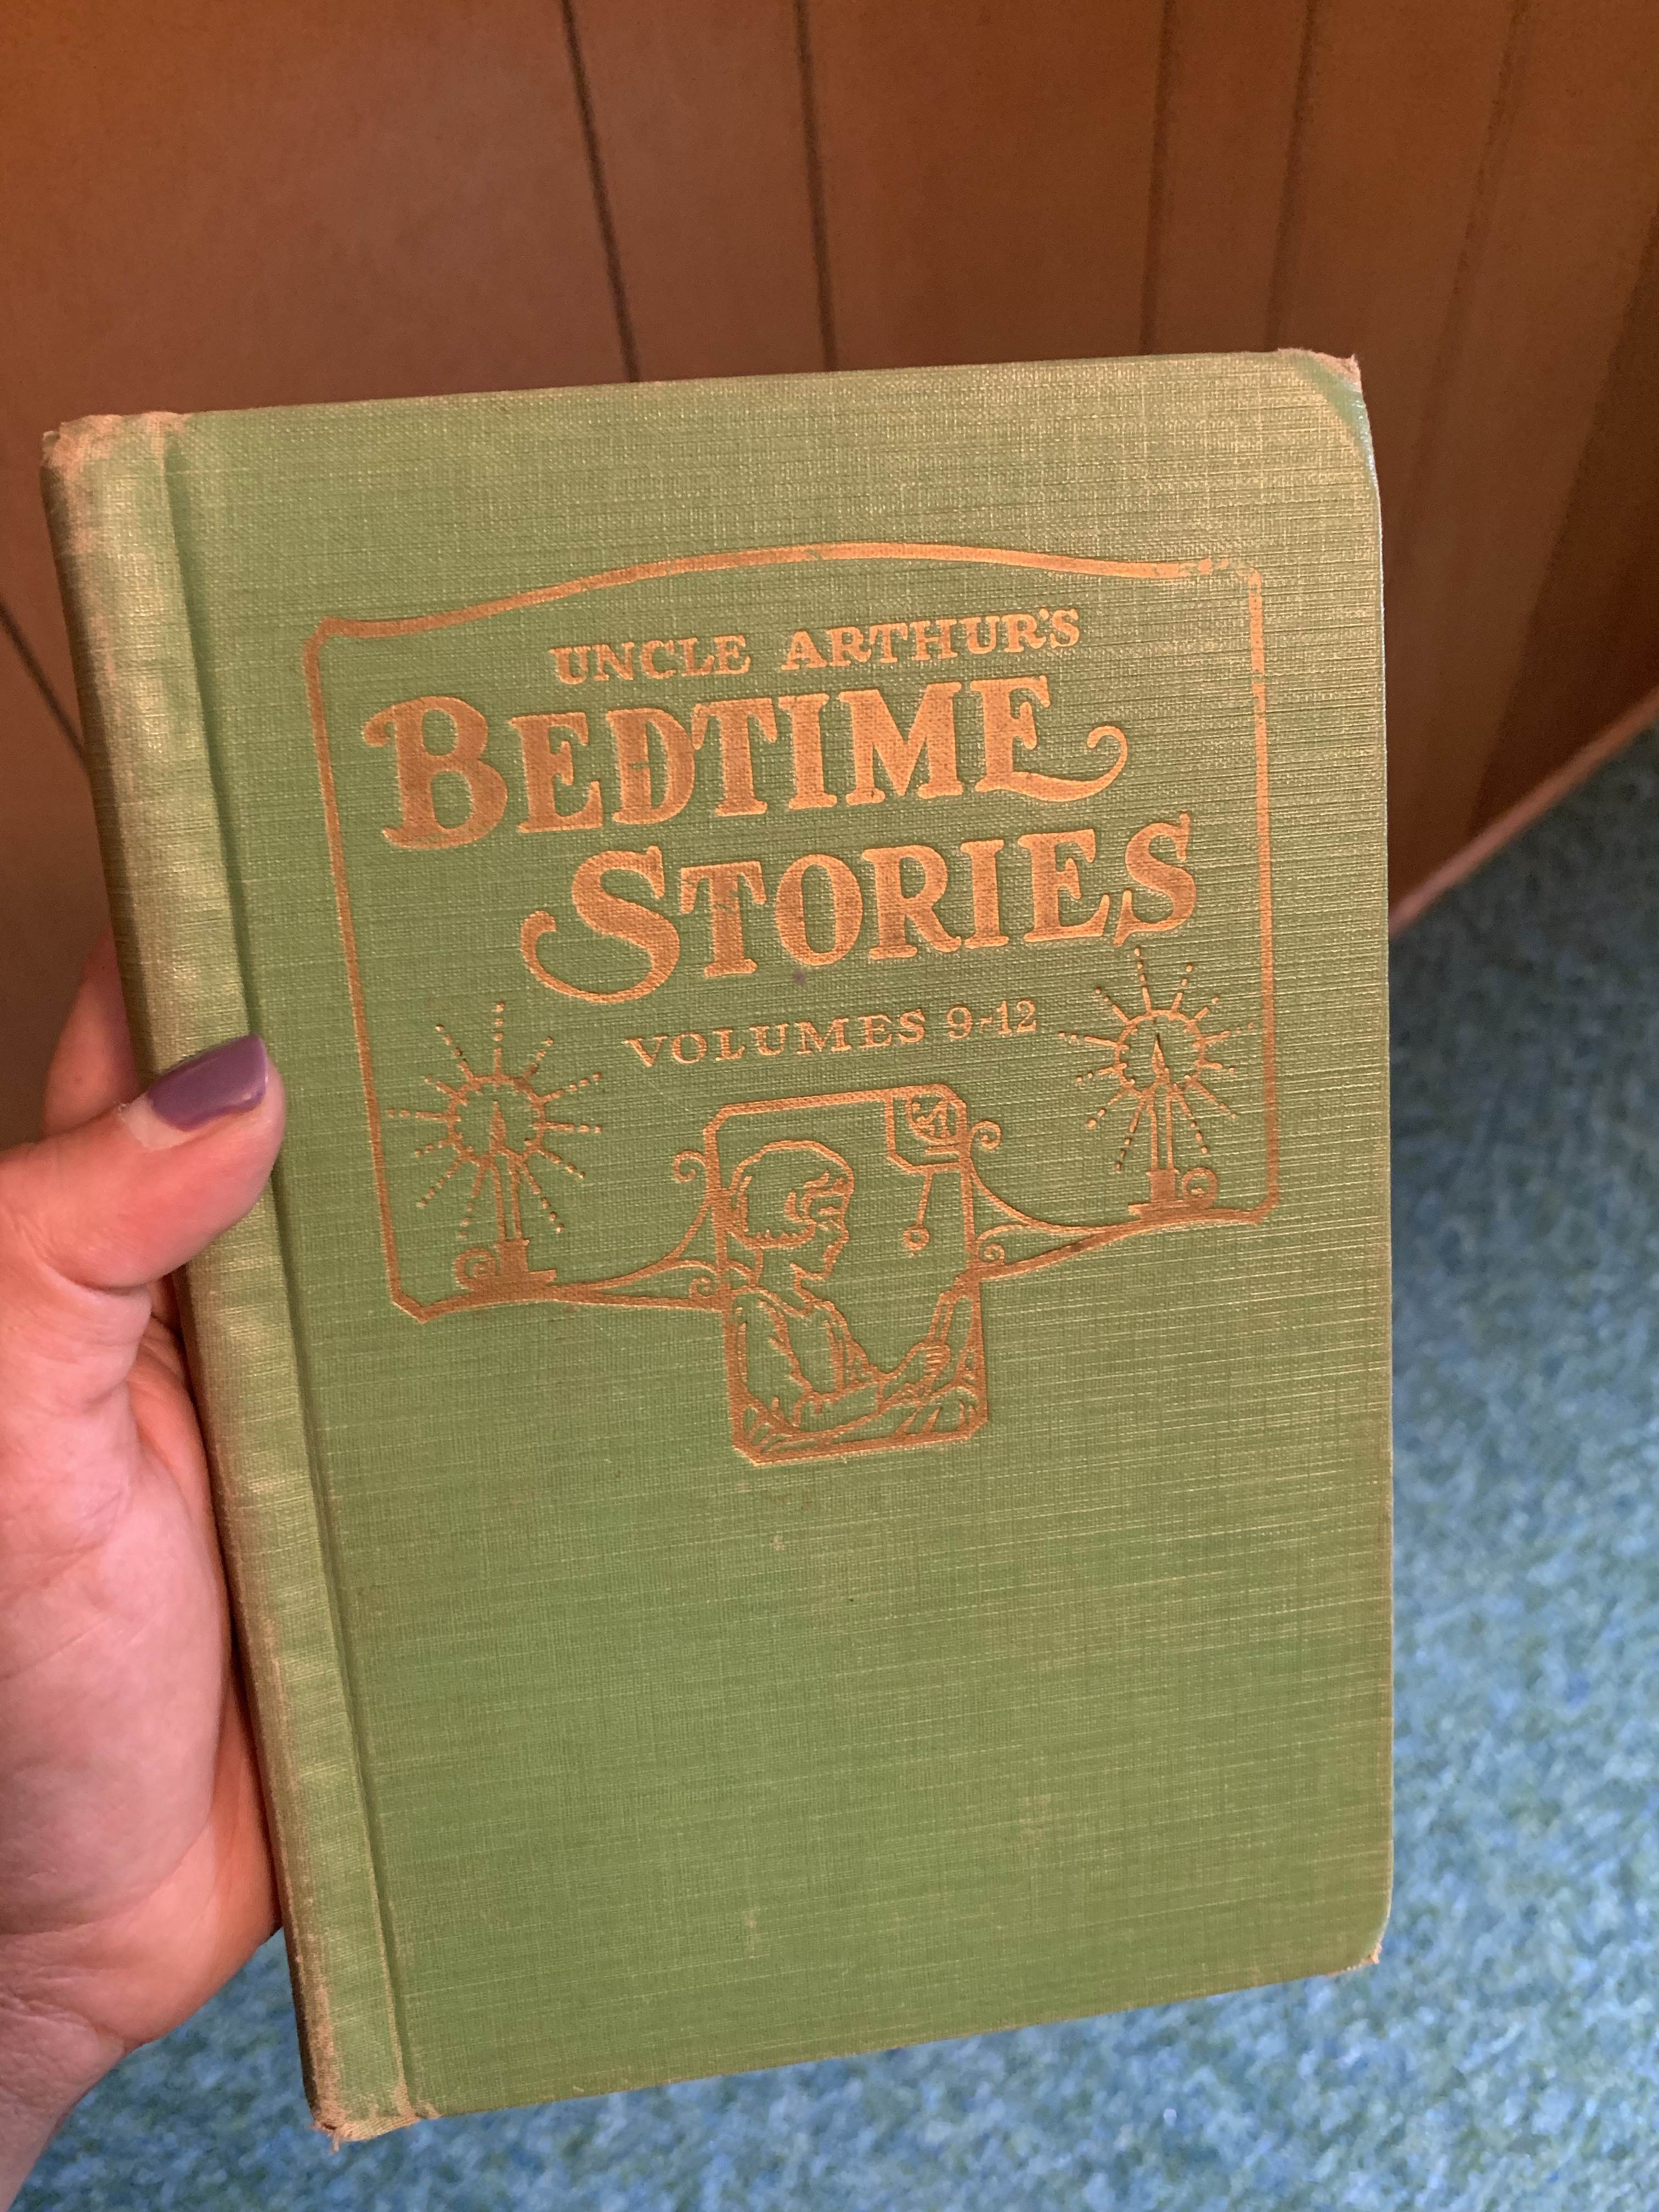 UNCLE ARTHUR'S
BEDTIME
STORIES
VOLUMES 9-12